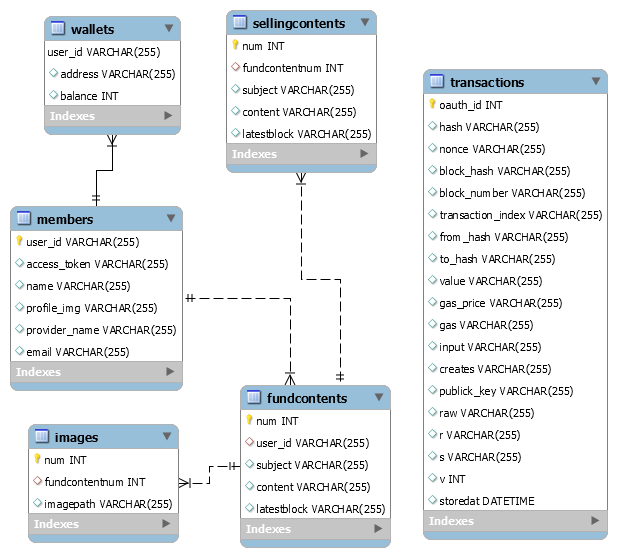 wallets
user_id VARCHAR(255)
address VARCHAR(255)
balance INT
Indexes
sellingcontents
num INT
fundcontentnum INT
subject VARCHAR(255)
content VARCHAR(255)
latestblock VARCHAR(255)
Indexes
transactions
oauth_id INT
hash VARCHAR(255)
nonce VARCHAR(255)
block_hash VARCHAR(255)
block_number VARCHAR(255)
transaction_index VARCHAR(255)
from_hash VARCHAR(255)
to_hash VARCHAR(255)
value VARCHAR(255)
gas_price VARCHAR(255)
gas VARCHAR(255)
input VARCHAR(255)
creates VARCHAR(255)
publick_key VARCHAR(255)
raw VARCHAR(255)
r VARCHAR(255)
s VARCHAR(255)
v INT
storedat DATETIME
Indexes
members
user_id VARCHAR(255)
access_token VARCHAR(255)
name VARCHAR(255)
profile_img VARCHAR(255)
provider_name VARCHAR(255)
email VARCHAR(255)
Indexes
fundcontents
num INT
user_id VARCHAR(255)
subject VARCHAR(255)
content VARCHAR(255)
latestblock VARCHAR(255)
Indexes
images
num INT
fundcontentnum INT
imagepath VARCHAR(255)
Indexes